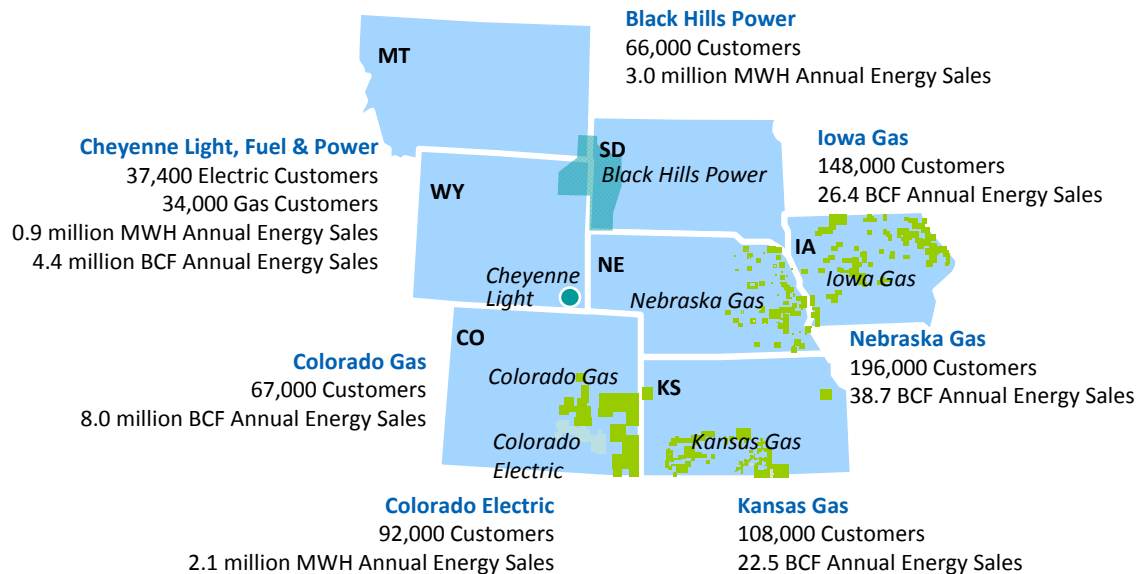 Black Hills Power
66,000 Customers
3.0 million MWH Annual Energy Sales
MT
Cheyenne Light, Fuel & Power
37,400 Electric Customers
34,000 Gas Customers
0.9 million MWH Annual Energy Sales
4.4 million BCF Annual Energy Sales
WY
SD
Black Hills Power
Iowa Gas
148,000 Customers
26.4 BCF Annual Energy Sales
IA
Iowa Gas
Cheyenne
Light
NE
Nebraska Gas
Nebraska Gas
196,000 Customers
38.7 BCF Annual Energy Sales
Colorado Gas
67,000 Customers
8.0 million BCF Annual Energy Sales
CO
Colorado Gas
Colorado
Electric
KS
Kansas Gas
Colorado Electric
92,000 Customers
2.1 million MWH Annual Energy Sales
Kansas Gas
108,000 Customers
22.5 BCF Annual Energy Sales